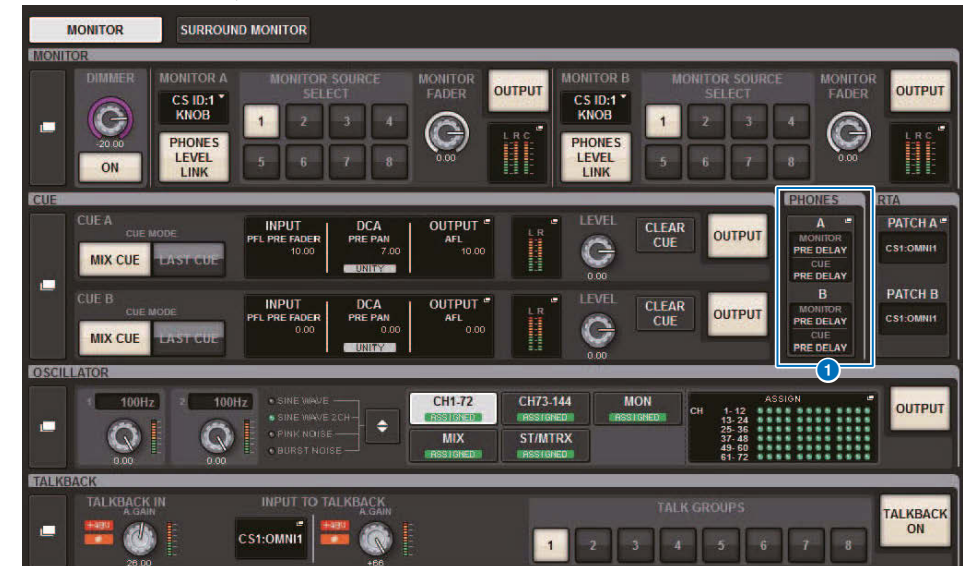 MONITOR SURROUND MONITOR
MONITOR
DIMMER MONITOR A MONITOR SOURCE SELECT MONITOR FADER OUTPUT MONITOR B MONITOR SOURCE SELECT MONITOR FADER OUTPUT
CS ID:1 KNOB CS ID:1 KNOB
1 2 3 4 1 2 3 4
L R C L R C
-20.00 PHONES LEVEL LINK 0.00 PHONES LEVEL LINK 0.00
ON 5 6 7 8 5 6 7 8
CUE PHONES RTA
CUE A
CUE MODE
MIX CUE LAST CUE
INPUT
PFL PRE FADER
10.00
DCA
PRE PAN
7.00
UNITY
OUTPUT
AFL
10.00
L R
LEVEL
0.00
CLEAR CUE
OUTPUT
A
MONITOR
PRE DELAY
CUE
PRE DELAY
PATCH A
CS1:OMNI1
CUE B
CUE MODE
MIX CUE LAST CUE
INPUT
PFL PRE FADER
0.00
DCA
PRE PAN
0.00
UNITY
OUTPUT
AFL
0.00
L R
LEVEL
0.00
CLEAR CUE
OUTPUT
B
MONITOR
PRE DELAY
CUE
PRE DELAY
PATCH B
CS1:OMNI1
1
OSCILLATOR
1 100Hz 2 100Hz
0.00 0.00
SINE WAVE
SINE WAVE 2CH
PINK NOISE
BURST NOISE
CH1-72 CH73-144 MON
ASSIGNED ASSIGNED ASSIGNED
MIX ST/MTRX
ASSIGNED ASSIGNED
ASSIGN
CH 1-12
13-24
25-36
37-48
49-60
61-72
OUTPUT
TALKBACK
TALKBACK IN
A.GAIN
+48V
26.00
INPUT TO TALKBACK
A.GAIN
CS1:OMNI1
+48V
+66
TALK GROUPS
1 2 3 4 5 6 7 8
TALKBACK ON